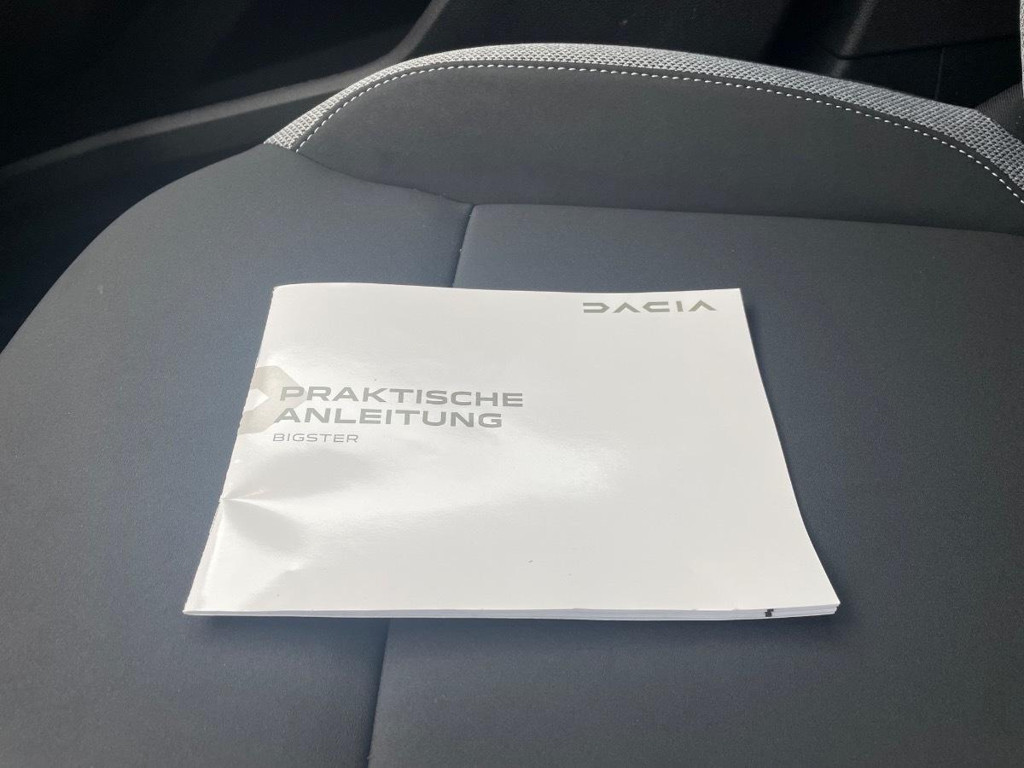 DACIA
PRAKTISCHE
ANLEITUNG
BIGSTER